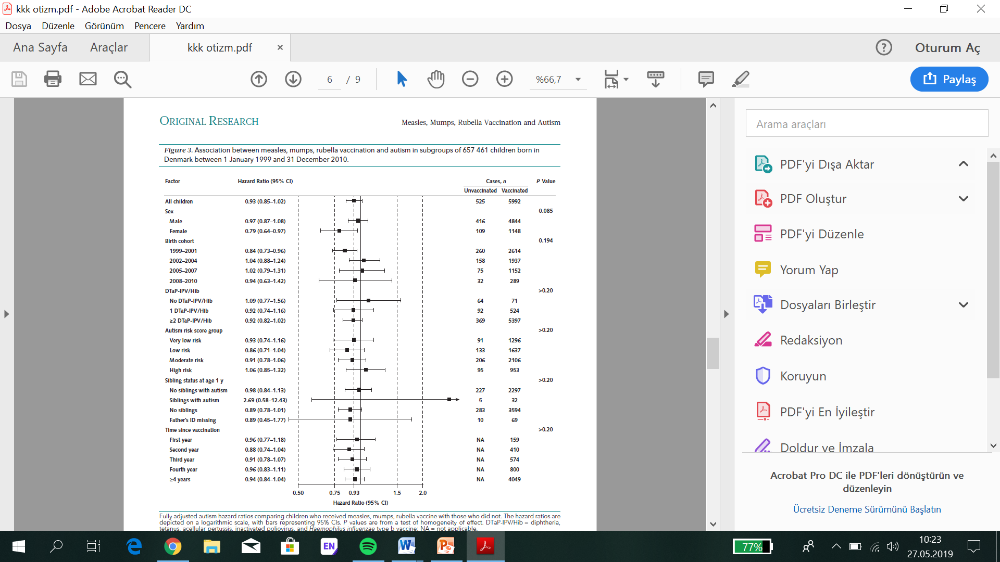 kkk otizm.pdf - Adobe Acrobat Reader DC
Dosya Düzenle Görünüm Pencere Yardım
Ana Sayfa Araçlar kkk otizm.pdf × ? Oturum Aç
6 / 9 %66,7 Paylaş
ORIGINAL RESEARCH Measles, Mumps, Rubella Vaccination and Autism
Figure 3. Association between measles, mumps, rubella vaccination and autism in subgroups of 657 461 children born in
Denmark between 1 January 1999 and 31 December 2010.
Factor Hazard Ratio (95% CI) Cases, n P Value
Unvaccinated Vaccinated
All children 0.93 (0.85–1.02) 525 5992
Sex 0.085
Male 0.97 (0.87–1.08) 416 4844
Female 0.79 (0.64–0.97) 109 1148
Birth cohort 0.194
1999–2001 0.84 (0.73–0.96) 260 2614
2002–2004 1.04 (0.88–1.24) 158 1937
2005–2007 1.02 (0.79–1.31) 75 1152
2008–2010 0.94 (0.63–1.42) 32 289
DTaP-IPV/Hib >0.20
No DTaP-IPV/Hib 1.09 (0.77–1.56) 64 71
1 DTaP-IPV/Hib 0.92 (0.74–1.16) 92 524
≥2 DTaP-IPV/Hib 0.92 (0.82–1.02) 369 5397
Autism risk score group >0.20
Very low risk 0.93 (0.74–1.16) 91 1296
Low risk 0.86 (0.71–1.04) 133 1637
Moderate risk 0.91 (0.78–1.06) 206 2106
High risk 1.06 (0.85–1.32) 95 953
Sibling status at age 1 y >0.20
No siblings with autism 0.98 (0.84–1.13) 227 2297
Siblings with autism 2.69 (0.58–12.43) 5 32
No siblings 0.89 (0.78–1.01) 283 3594
Father's ID missing 0.89 (0.45–1.77) 10 69
Time since vaccination >0.20
First year 0.96 (0.77–1.18) NA 159
Second year 0.88 (0.74–1.04) NA 410
Third year 0.91 (0.78–1.07) NA 574
Fourth year 0.96 (0.83–1.11) NA 800
≥4 years 0.94 (0.84–1.04) NA 4049
0.50 0.75 0.93 1.5 2.0
Hazard Ratio (95% CI)
Fully adjusted autism hazard ratios comparing children who received measles, mumps, rubella vaccine with those who did not. The hazard ratios are
depicted on a logarithmic scale, with bars representing 95% CIs. P values are from a test of homogeneity of effect. DTaP-IPV/Hib = diphtheria,
tetanus, acellular pertussis, inactivated poliovirus, and Haemophilus influenzae type b vaccine; NA = not applicable.
Arama araçları
PDF'yi Dışa Aktar
PDF Oluştur
PDF'yi Düzenle
Yorum Yap
Dosyaları Birleştir
Redaksiyon
Koruyun
PDF'yi En İyileştir
Doldur ve İmzala
Acrobat Pro DC ile PDF'leri dönüştürün ve
düzenleyin
Ücretsiz Deneme Sürümünü Başlatın
EN 77% 10:23
27.05.2019